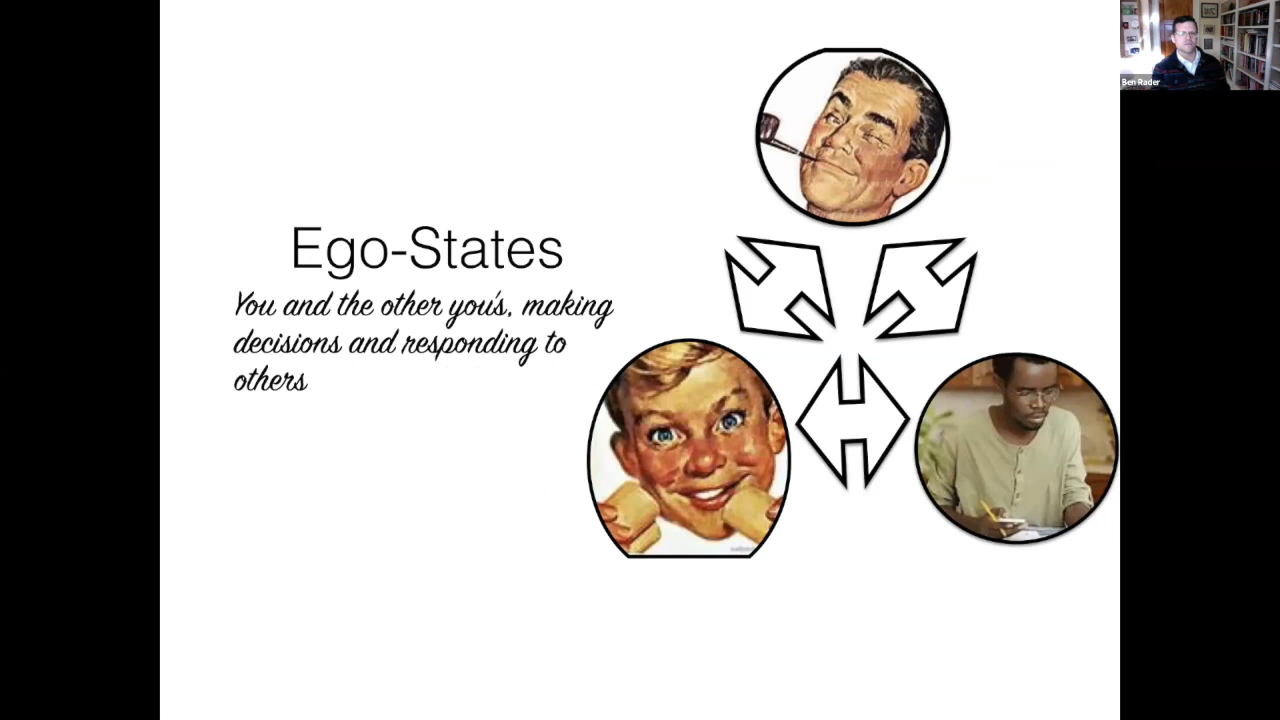 Ben Rader
Ego-States
You and the other you's, making
decisions and responding to
others